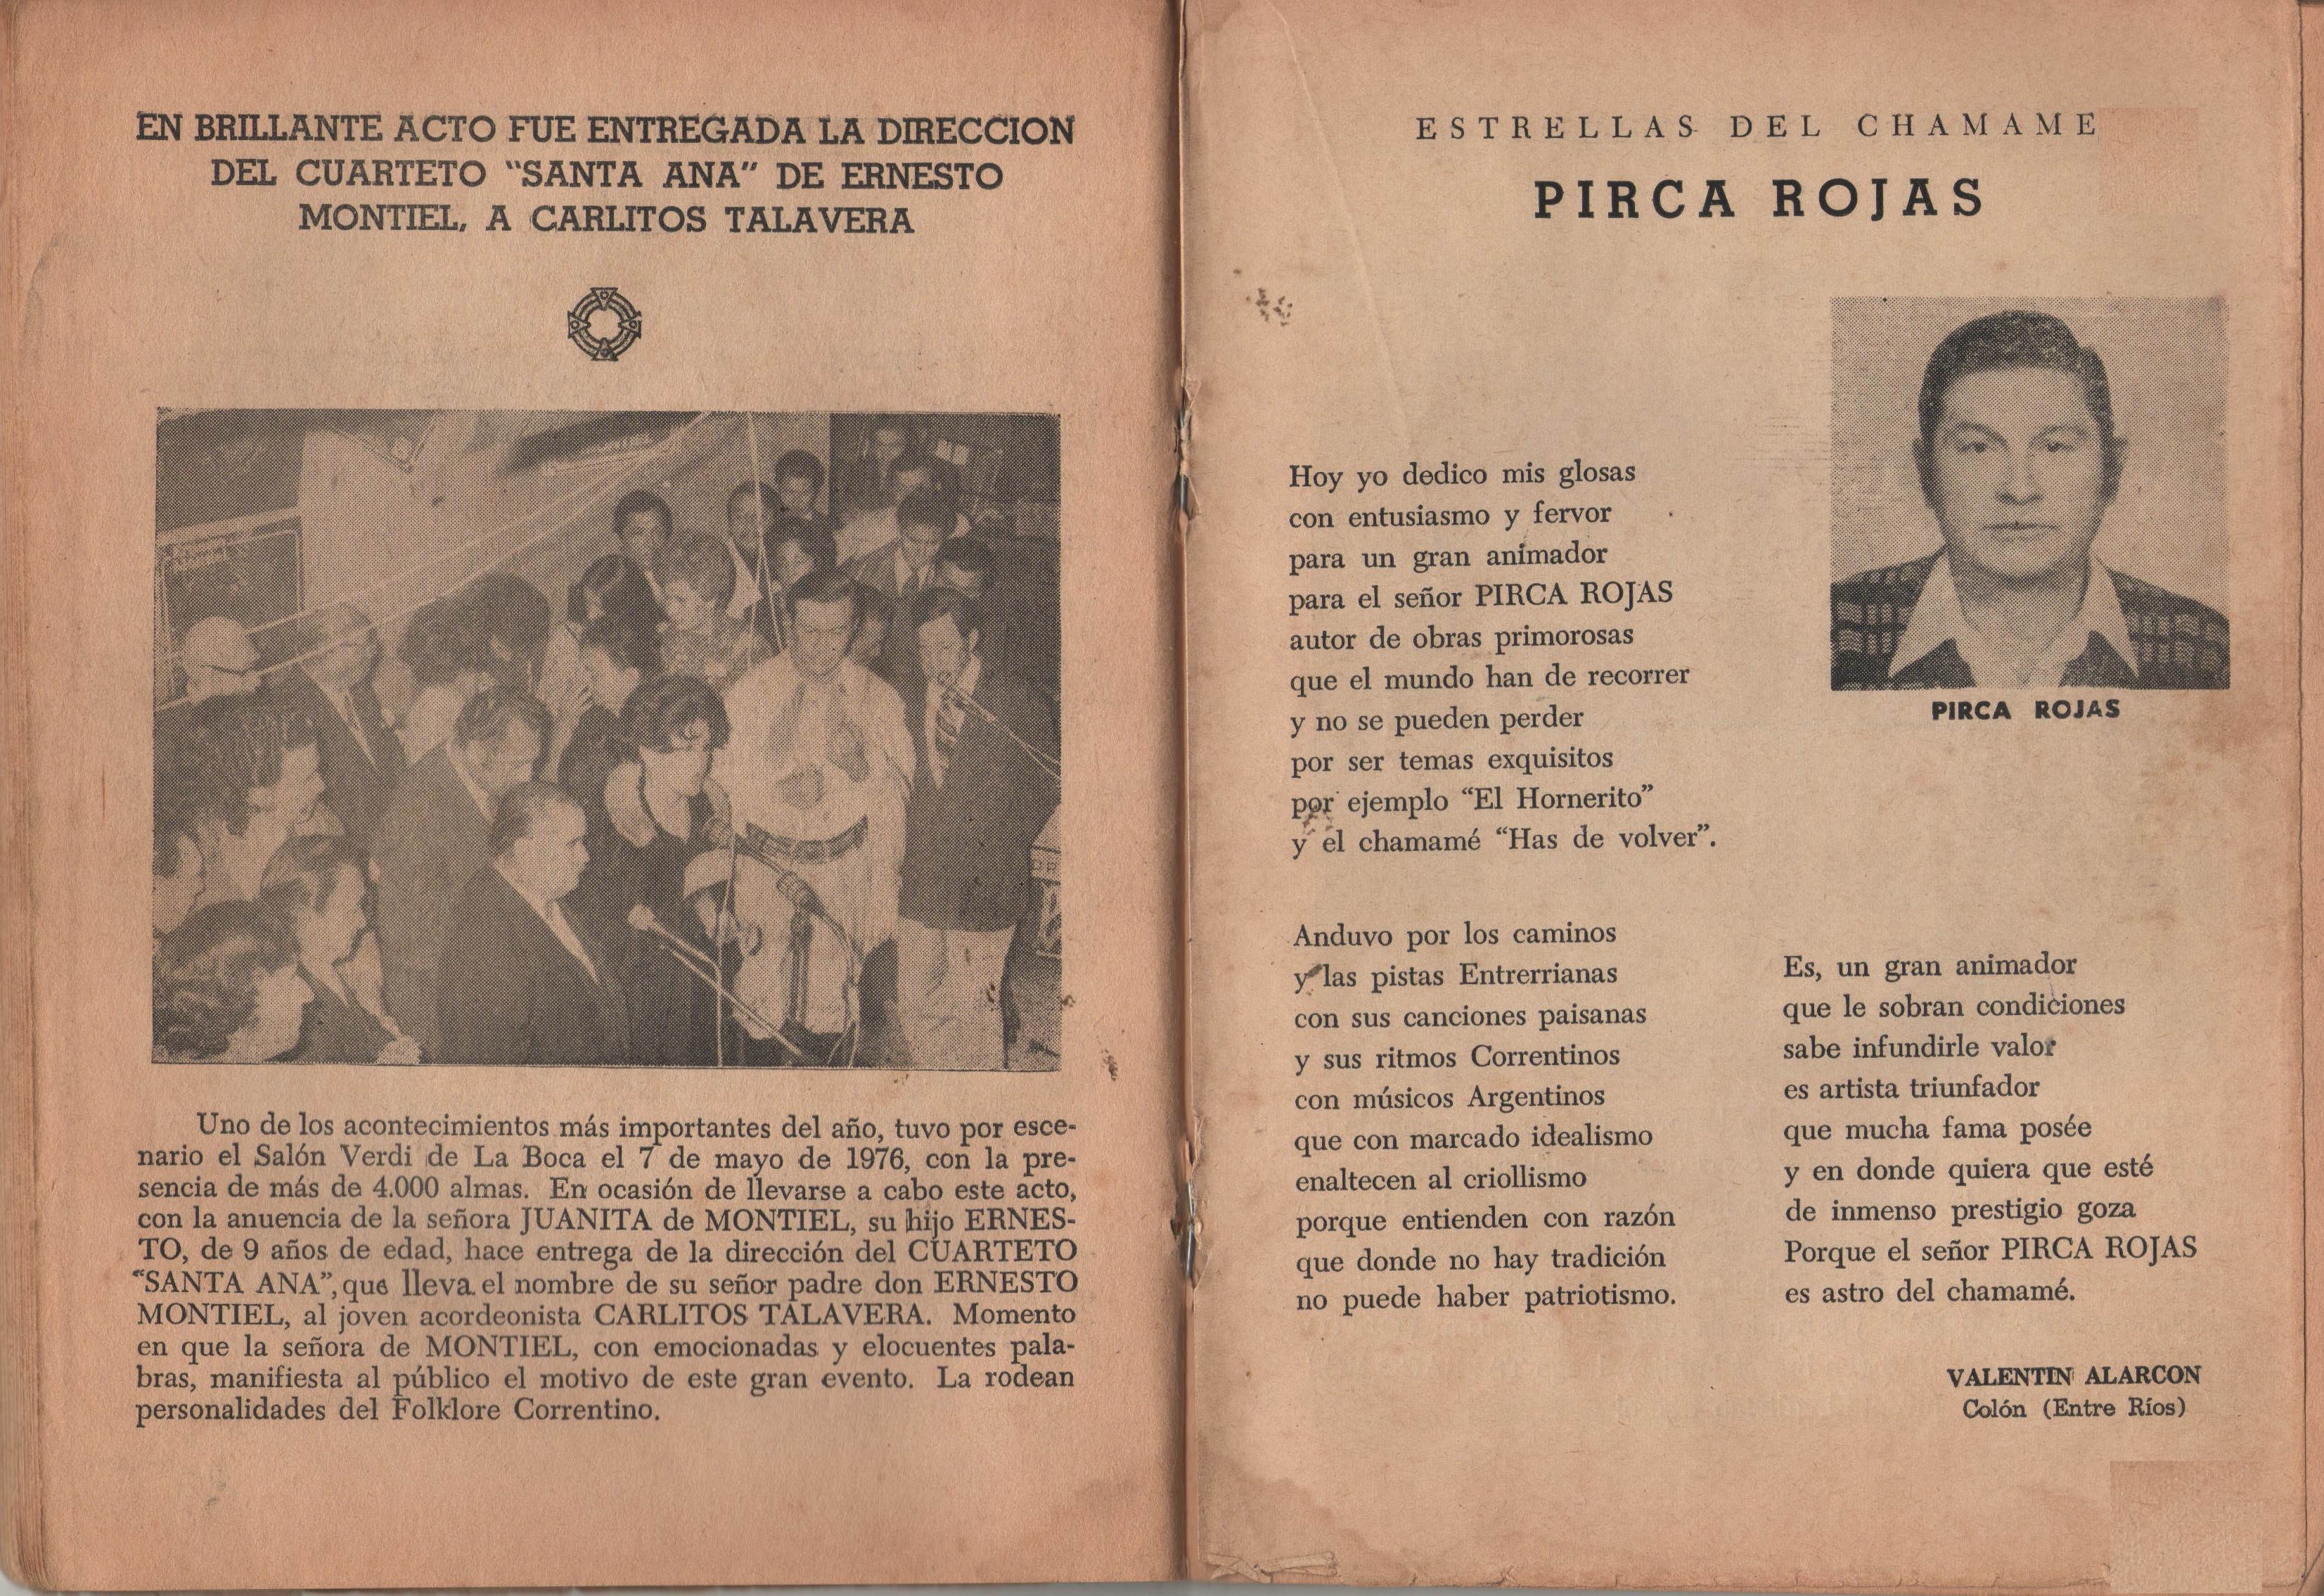 EN BRILLANTE ACTO FUE ENTREGADA LA DIRECCION
DEL CUARTETO "SANTA ANA" DE ERNESTO
MONTIEL, A CARLITOS TALAVERA
Uno de los acontecimientos más importantes del año, tuvo por esce-
nario el Salón Verdi de La Boca el 7 de mayo de 1976, con la pre-
sencia de más de 4.000 almas. En ocasión de llevarse a cabo este acto,
con la anuencia de la señora JUANITA de MONTIEL, su hijo ERNES-
TO, de 9 años de edad, hace entrega de la dirección del CUARTETO
"SANTA ANA", que lleva el nombre de su señor padre don ERNESTO
MONTIEL, al joven acordeonista CARLITOS TALAVERA. Momento
en que la señora de MONTIEL, con emocionadas y elocuentes pala-
bras, manifiesta al público el motivo de este gran evento. La rodean
personalidades del Folklore Correntino.
ESTRELLAS DEL CHAMAME
PIRCA ROJAS
PIRCA ROJAS
Hoy yo dedico mis glosas
con entusiasmo y fervor
para un gran animador
para el señor PIRCA ROJAS
autor de obras primorosas
que el mundo han de recorrer
y no se pueden perder
por ser temas exquisitos
por ejemplo "El Hornerito"
y el chamamé "Has de volver".
Anduvo por los caminos
y las pistas Entrerrianas
con sus canciones paisanas
y sus ritmos Correntinos
con músicos Argentinos
que con marcado idealismo
enaltecen al criollismo
porque entienden con razón
que donde no hay tradición
no puede haber patriotismo.
Es, un gran animador
que le sobran condiciones
sabe infundirle valor
es artista triunfador
que mucha fama posée
y en donde quiera que esté
de inmenso prestigio goza
Porque el señor PIRCA ROJAS
es astro del chamamé.
VALENTIN ALARCON
Colón (Entre Ríos)